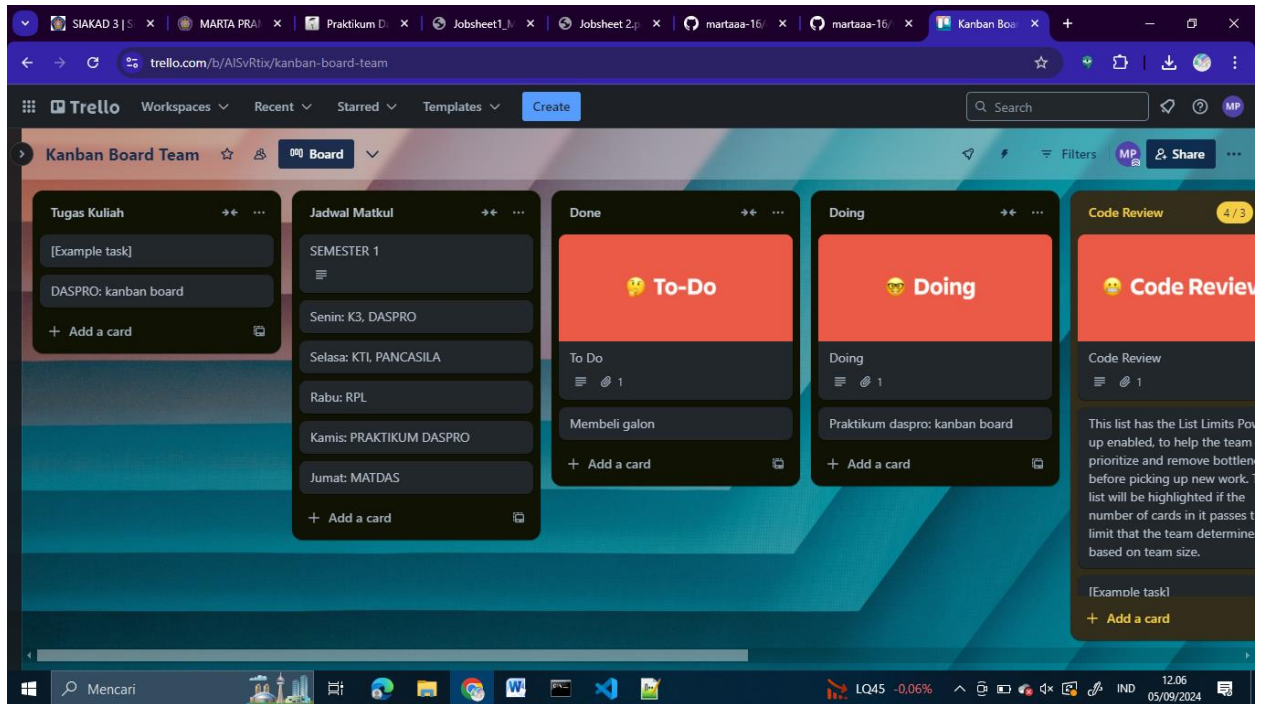 SIAKAD 3 | S
MARTA PRA
Praktikum D
Jobsheet1_M
Jobsheet 2.p
martaaa-16/
martaaa-16/
Kanban Boa
trello.com/b/AlSvRtix/kanban-board-team
Trello
Workspaces
Recent
Starred
Templates
Create
Search
MP
Kanban Board Team
Board
Filters
MP
Share
Tugas Kuliah
[Example task]
DASPRO: kanban board
+ Add a card
Jadwal Matkul
SEMESTER 1
Senin: K3, DASPRO
Selasa: KTI, PANCASILA
Rabu: RPL
Kamis: PRAKTIKUM DASPRO
Jumat: MATDAS
+ Add a card
Done
To-Do
To Do
1
Membeli galon
+ Add a card
Doing
Doing
Doing
1
Praktikum daspro: kanban board
+ Add a card
Code Review
4 / 3
Code Review
Code Review
1
This list has the List Limits Pow
up enabled, to help the team
prioritize and remove bottlen
before picking up new work.
list will be highlighted if the
number of cards in it passes t
limit that the team determine
based on team size.
[Example task]
+ Add a card
Mencari
LQ45 -0,06%
IND
12.06
05/09/2024